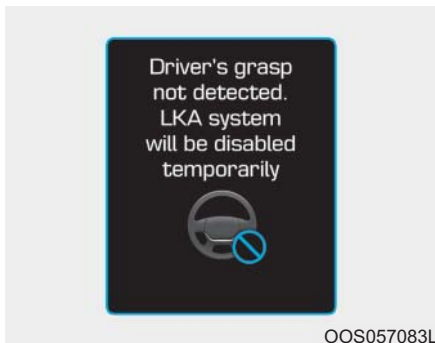 Driver's grasp
not detected.
LKA system
will be disabled
temporarily
OOS057083L